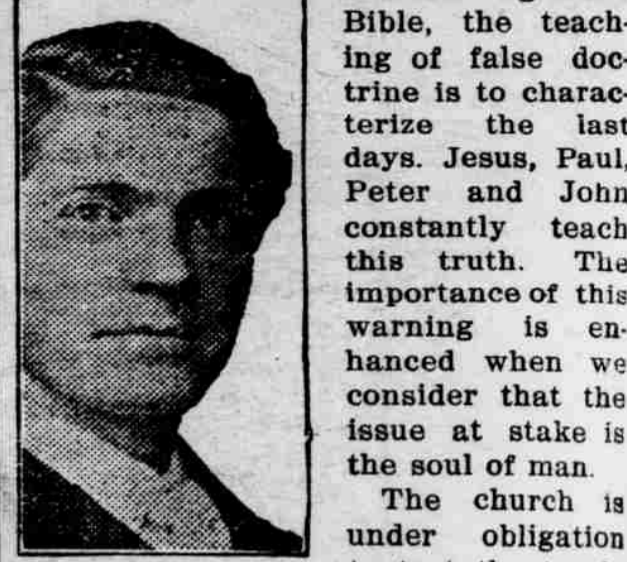 Bible, the teach-
ing of false doc-
trine is to charac-
terize the last
days. Jesus, Paul,
Peter and John
constantly teach
this truth. The
importance of this
warning is en-
hanced when we
consider that the
issue at stake is
the soul of man.
The church is
under obligation